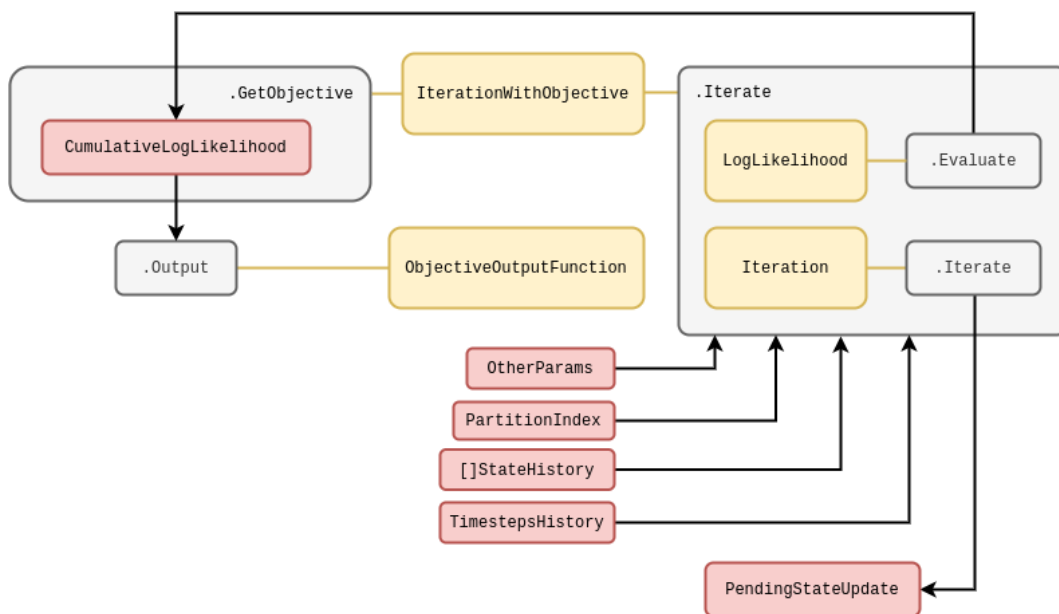 .GetObjective
IterationWithObjective
.Iterate
CumulativeLogLikelihood
LogLikelihood
.Evaluate
.Output
ObjectiveOutputFunction
Iteration
.Iterate
OtherParams
PartitionIndex
[]StateHistory
TimestepsHistory
PendingStateUpdate